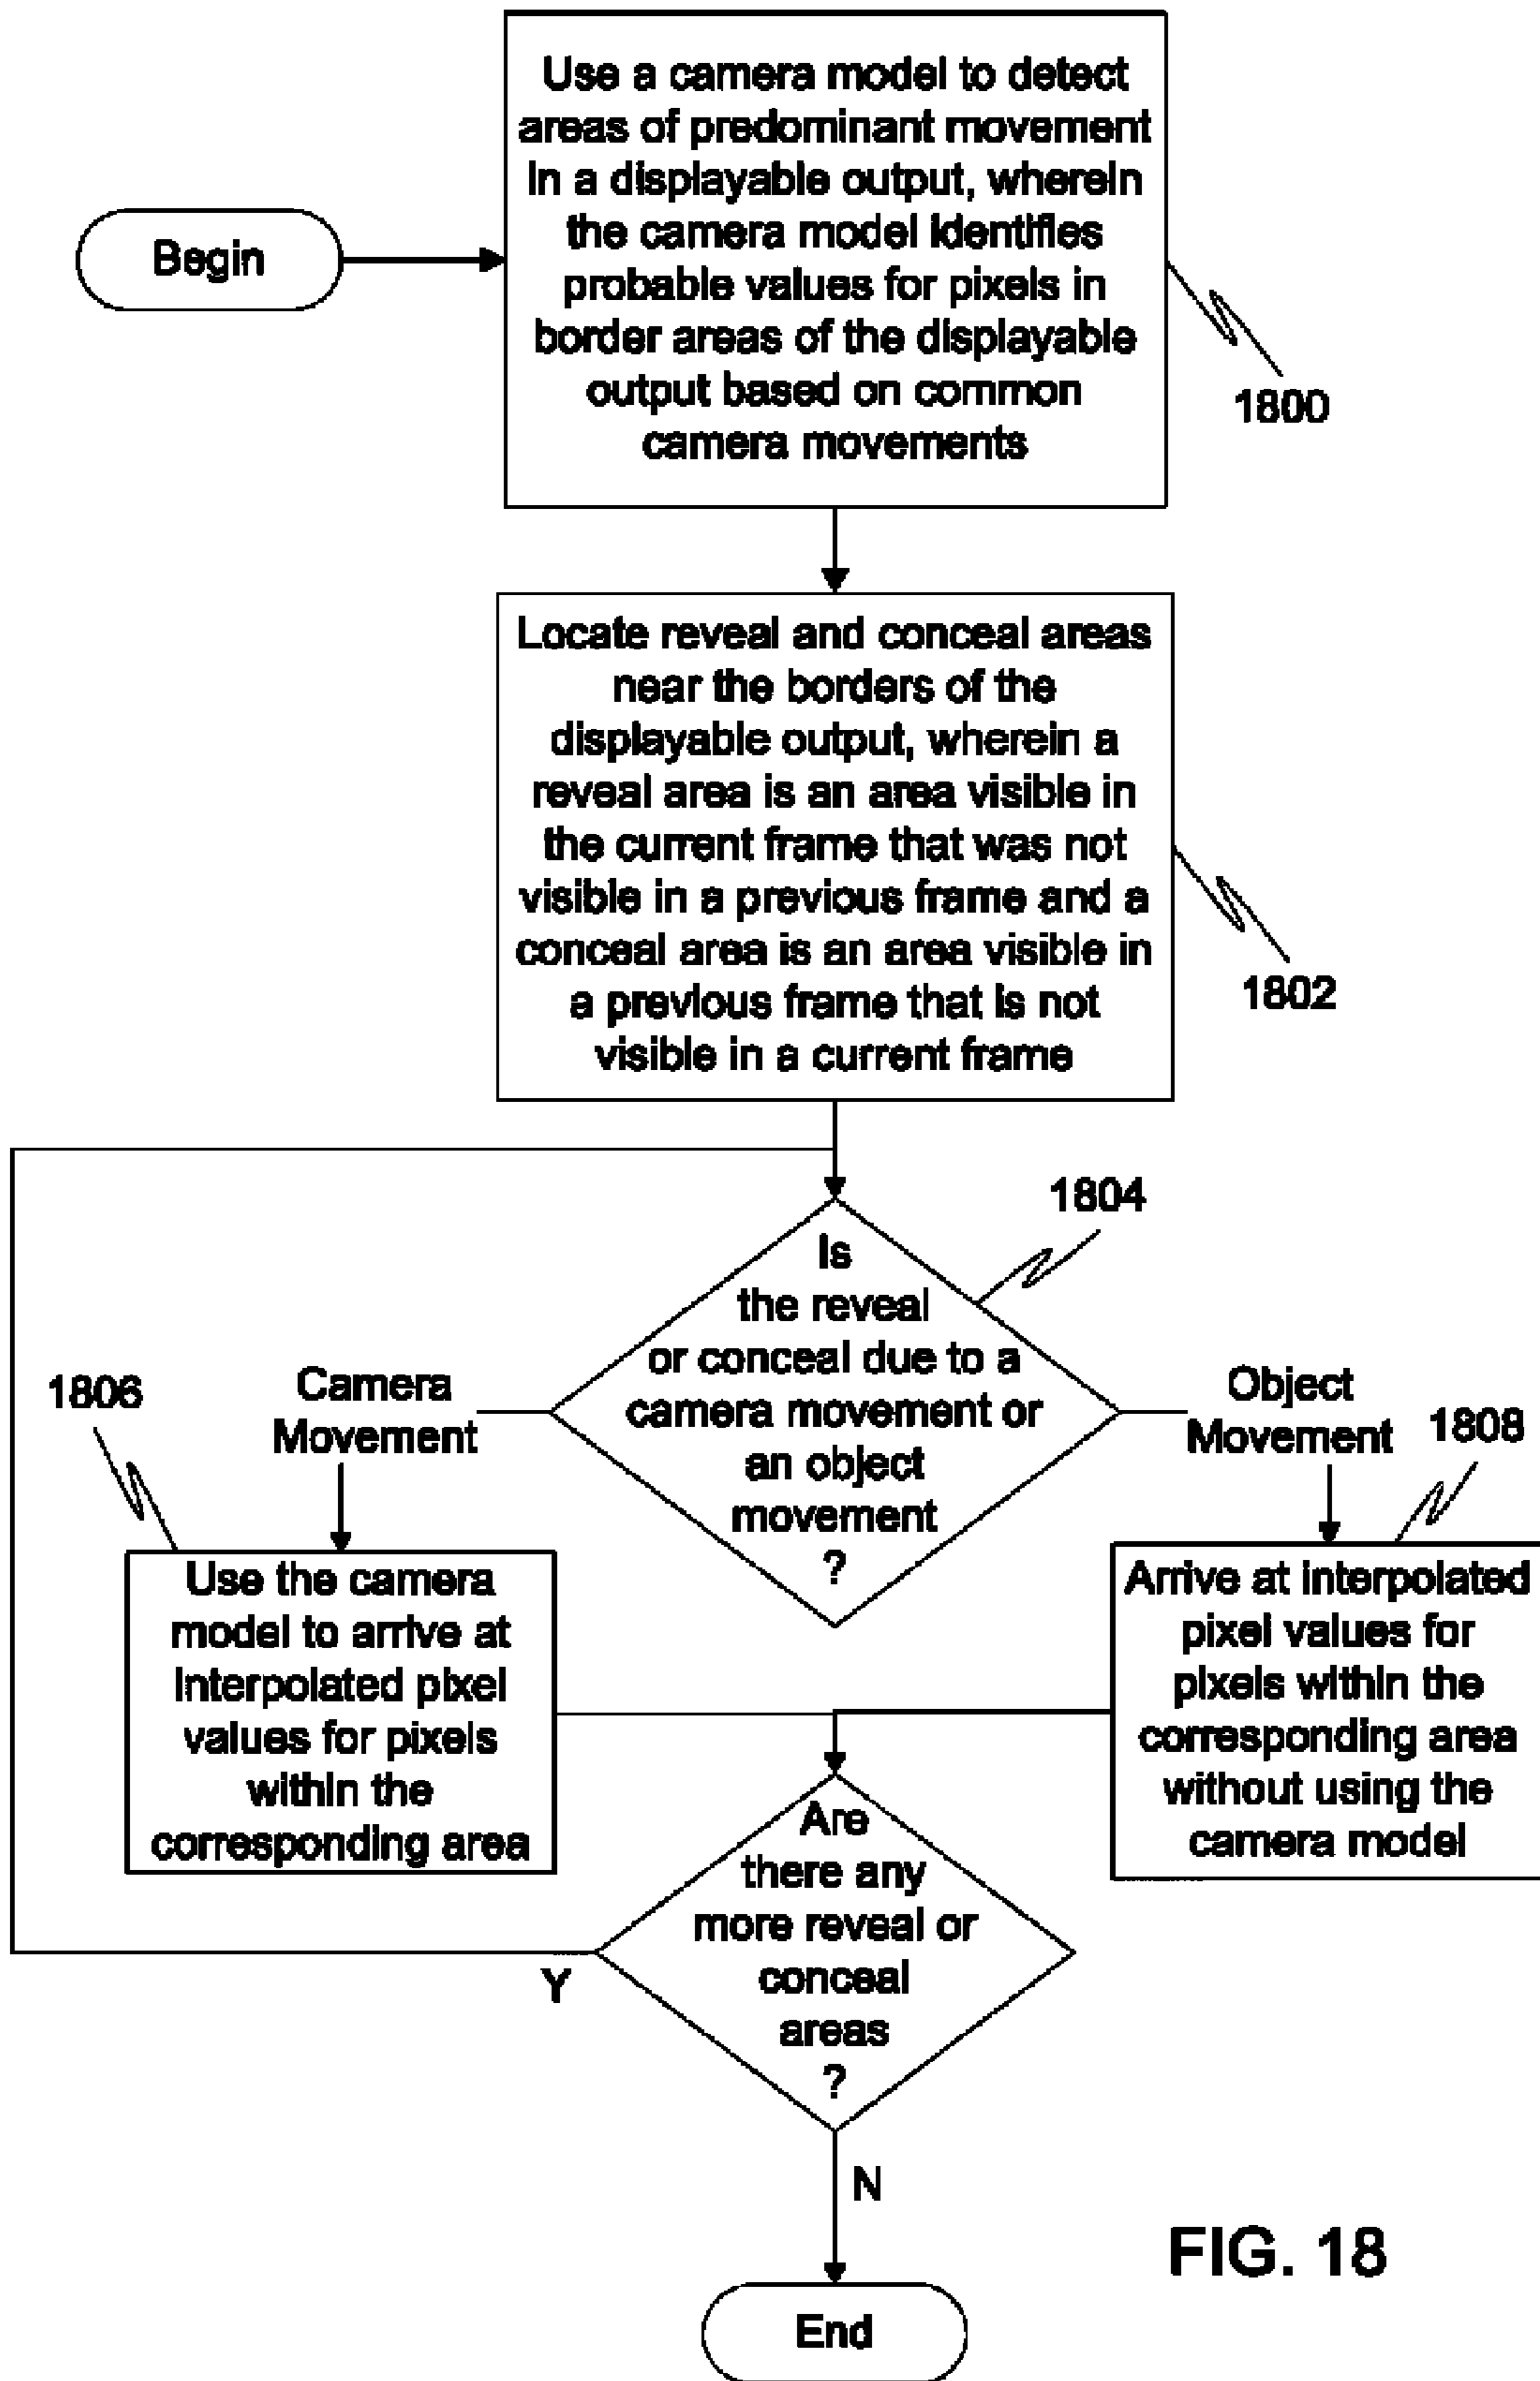 Begin
Use a camera model to detect
areas of predominant movement
in a displayable output, wherein
the camera model identifies
probable values for pixels in
border areas of the displayable
output based on common
camera movements
1800
Locate reveal and conceal areas
near the borders of the
displayable output, wherein a
reveal area is an area visible in
the current frame that was not
visible in a previous frame and a
conceal area is an area visible in
a previous frame that is not
visible in a current frame
1802
Is
the reveal
or conceal due to a
camera movement or
an object
movement
?
1804
Camera
Movement
1806
Use the camera
model to arrive at
interpolated pixel
values for pixels
within the
corresponding area
Object
Movement
1808
Arrive at interpolated
pixel values for
pixels within the
corresponding area
without using the
camera model
Are
there any
more reveal or
conceal
areas
?
Y
N
End
FIG. 18